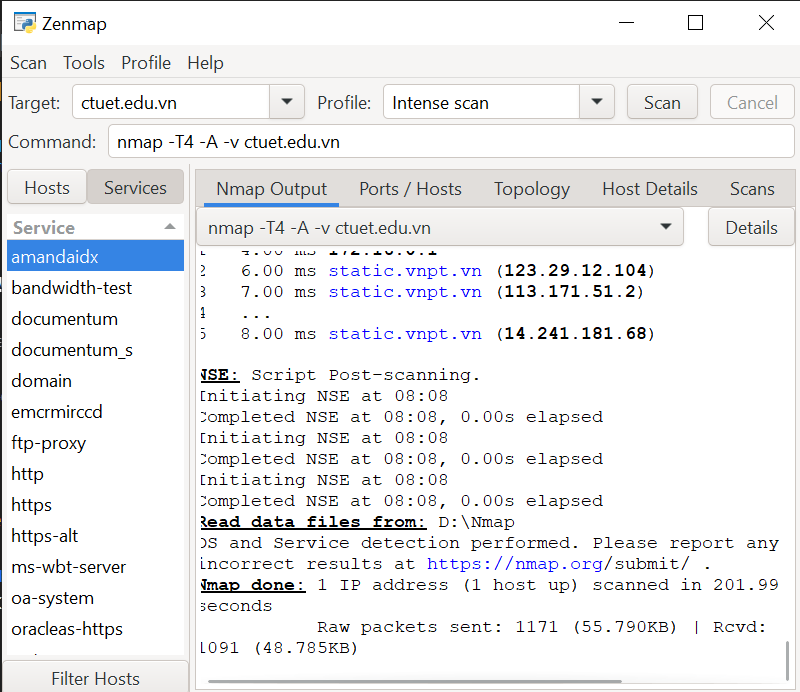 Zenmap
Scan Tools Profile Help
Target: ctuet.edu.vn Profile: Intense scan Scan Cancel
Command: nmap -T4 -A -v ctuet.edu.vn
Hosts Services
Service
amandaidx
bandwidth-test
documentum
documentum_s
domain
emcrmirccd
ftp-proxy
http
https
https-alt
ms-wbt-server
oa-system
oracleas-https
Filter Hosts
Nmap Output Ports / Hosts Topology Host Details Scans
nmap -T4 -A -v ctuet.edu.vn Details
1 4.00 ms 172.16.0.1
2 6.00 ms static.vnpt.vn (123.29.12.104)
3 7.00 ms static.vnpt.vn (113.171.51.2)
4 ...
5 8.00 ms static.vnpt.vn (14.241.181.68)
NSE: Script Post-scanning.
Initiating NSE at 08:08
Completed NSE at 08:08, 0.00s elapsed
Initiating NSE at 08:08
Completed NSE at 08:08, 0.00s elapsed
Initiating NSE at 08:08
Completed NSE at 08:08, 0.00s elapsed
Read data files from: D:\Nmap
OS and Service detection performed. Please report any
incorrect results at https://nmap.org/submit/ .
Nmap done: 1 IP address (1 host up) scanned in 201.99
seconds
Raw packets sent: 1171 (55.790KB) | Rcvd:
1091 (48.785KB)